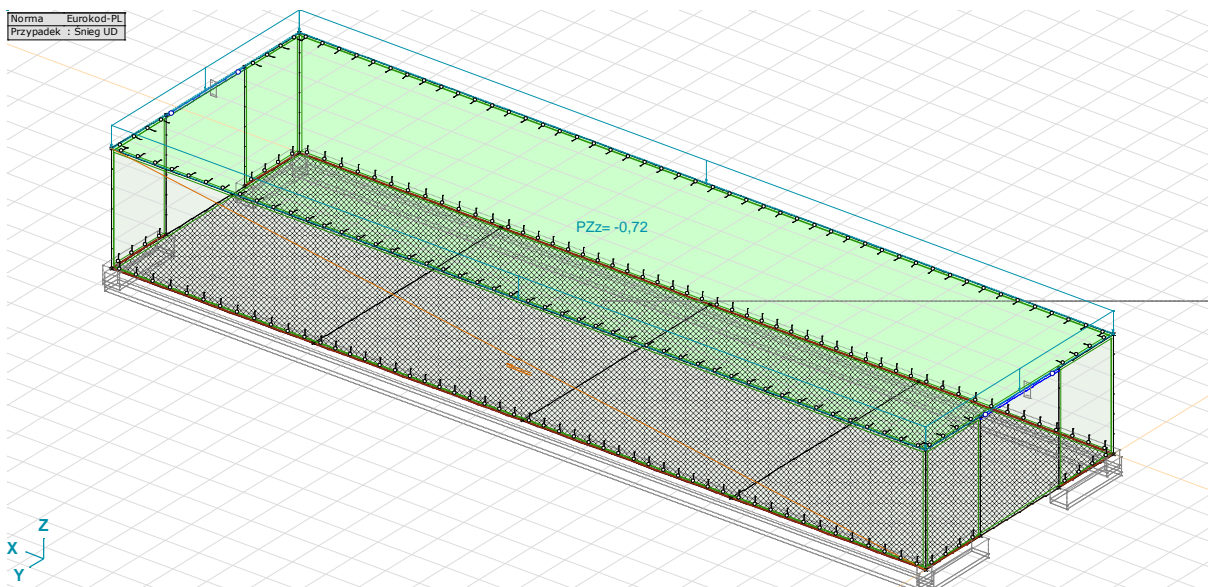 Norma Eurokod-PL
Przypadek : Śnieg UD
PZz= -0,72
Z
X
Y